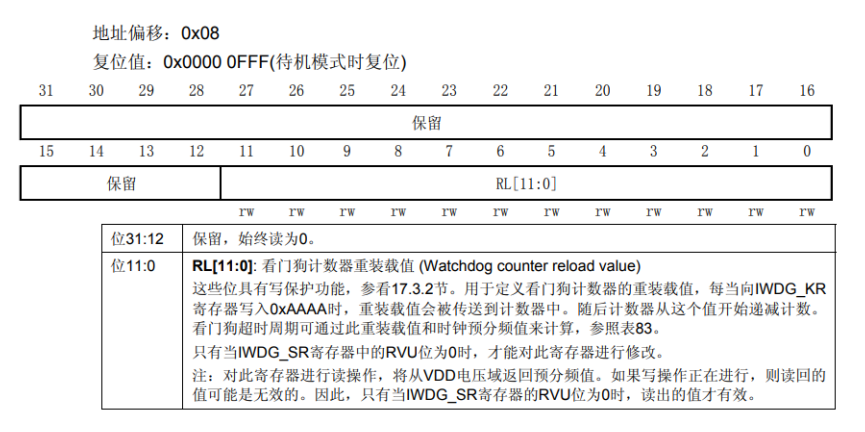 地址偏移：0x08
复位值：0x0000 0FFF(待机模式时复位)
31 30 29 28 27 26 25 24 23 22 21 20 19 18 17 16
保留
15 14 13 12 11 10 9 8 7 6 5 4 3 2 1 0
保留 RL[11:0]
rw rw rw rw rw rw rw rw rw rw rw rw
位31:12 保留，始终读为0。
位11:0 RL[11:0]: 看门狗计数器重装载值 (Watchdog counter reload value)
这些位具有写保护功能，参看17.3.2节。用于定义看门狗计数器的重装载值，每当向IWDG_KR
寄存器写入0xAAAA时，重装载值会被传送到计数器中。随后计数器从这个值开始递减计数。
看门狗超时周期可通过此重装载值和时钟预分频值来计算，参照表83。
只有当IWDG_SR寄存器中的RVU位为0时，才能对此寄存器进行修改。
注：对此寄存器进行读操作，将从VDD电压域返回预分频值。如果写操作正在进行，则读回的
值可能是无效的。因此，只有当IWDG_SR寄存器的RVU位为0时，读出的值才有效。